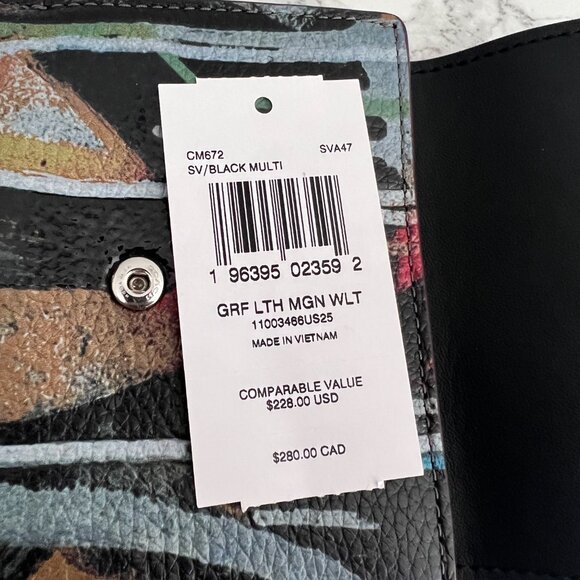 CM672 SVA47
SV/BLACK MULTI
1 96395 02359 2
GRF LTH MGN WLT
11003466US25
MADE IN VIETNAM
COMPARABLE VALUE
$228.00 USD
$280.00 CAD